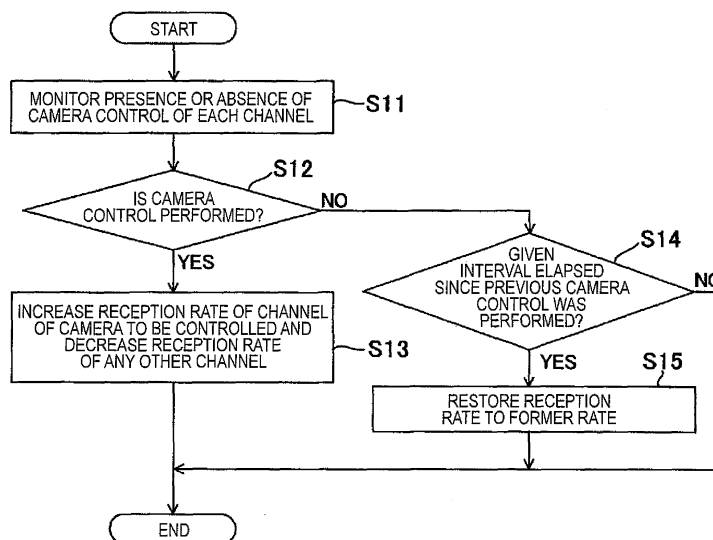 START
MONITOR PRESENCE OR ABSENCE OF
CAMERA CONTROL OF EACH CHANNEL
S11
S12
IS CAMERA
CONTROL PERFORMED?
NO
YES
S14
GIVEN
INTERVAL ELAPSED
SINCE PREVIOUS CAMERA
CONTROL WAS
PERFORMED?
NO
YES
INCREASE RECEPTION RATE OF CHANNEL
OF CAMERA TO BE CONTROLLED AND
DECREASE RECEPTION RATE
OF ANY OTHER CHANNEL
S13
S15
RESTORE RECEPTION
RATE TO FORMER RATE
END